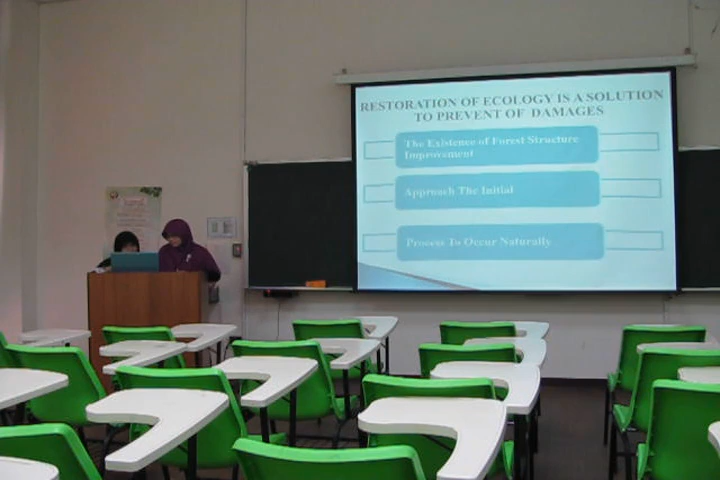 RESTORATION OF ECOLOGY IS A SOLUTION
TO PREVENT OF DAMAGES
The Existence of Forest Structure
Improvement
Approach The Initial
Process To Occur Naturally